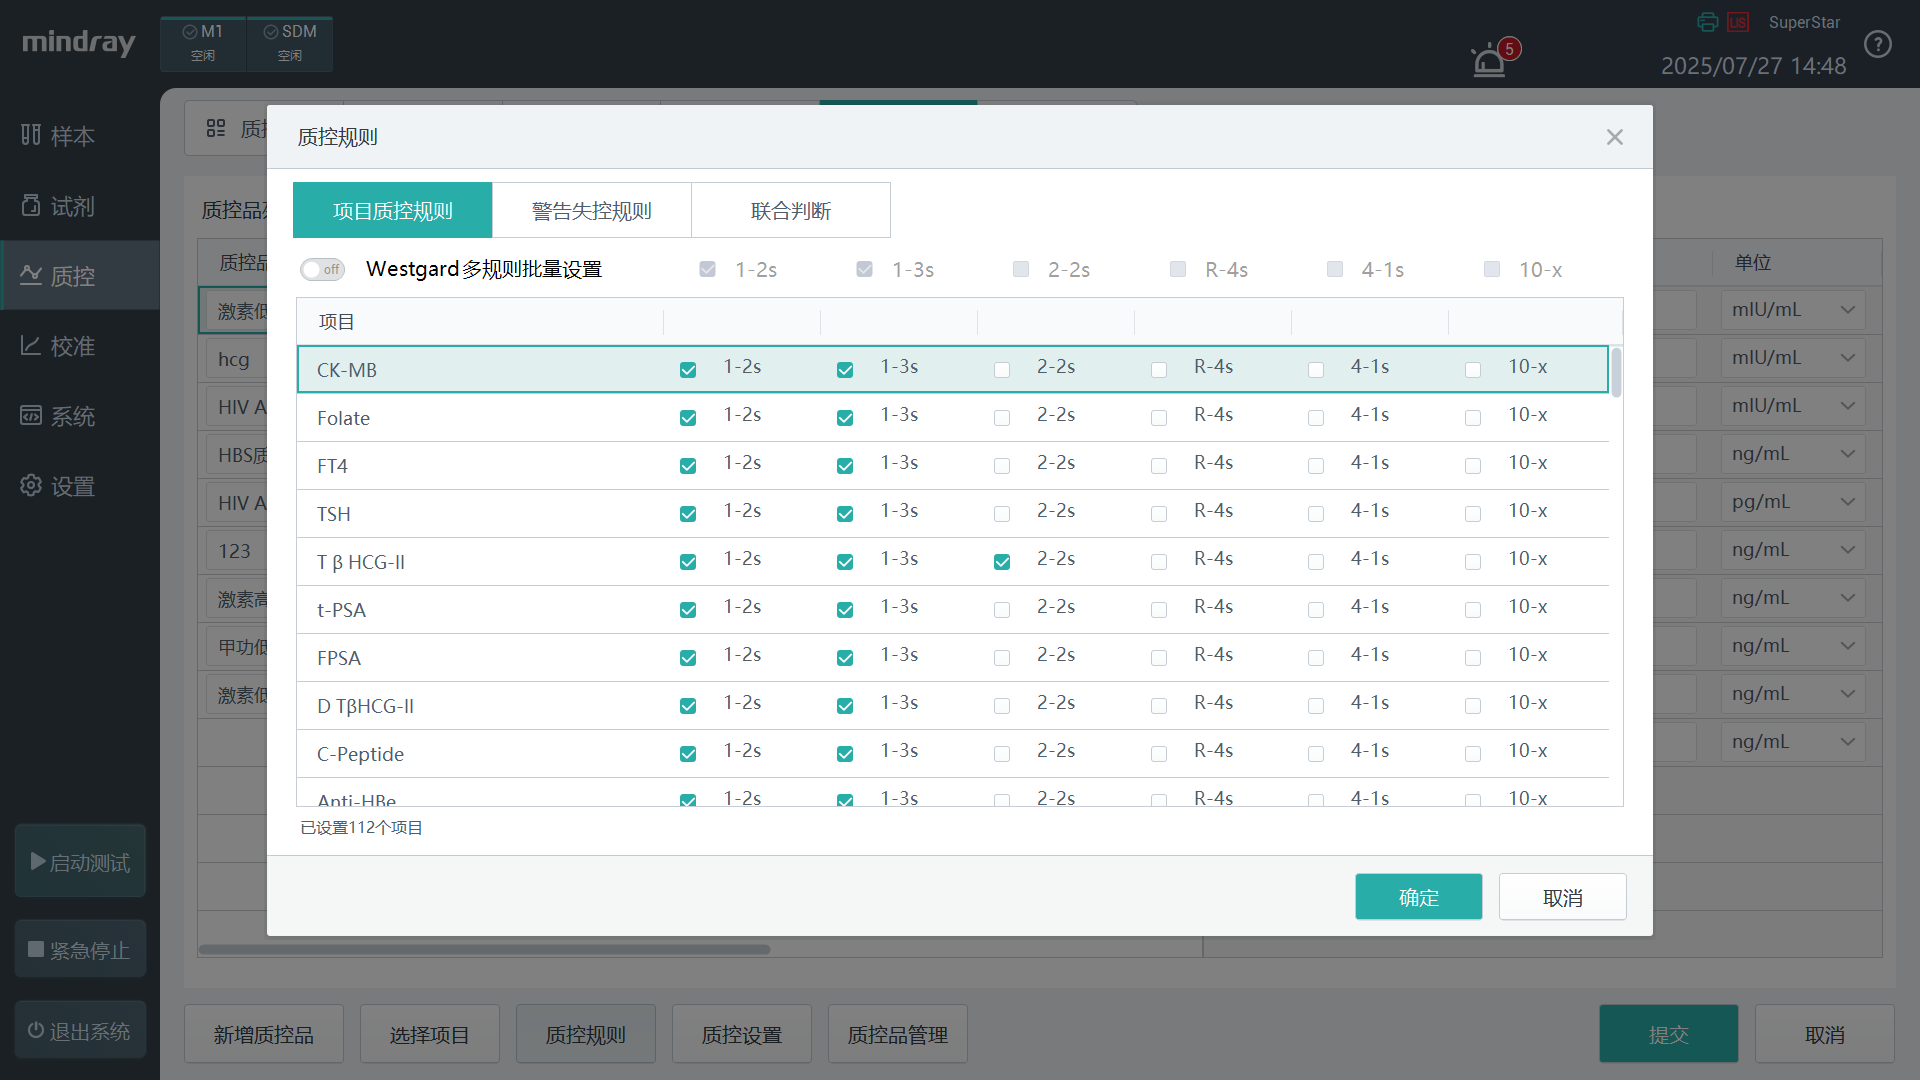 mindray
M1
空闲
SDM
空闲
5
LIS
SuperStar
2025/07/27 14:48
?
样本
试剂
质控
校准
系统
设置
启动测试
紧急停止
退出系统
质控规则
项目质控规则
警告失控规则
联合判断
off
Westgard多规则批量设置
1-2s 1-3s 2-2s R-4s 4-1s 10-x
项目
CK-MB 1-2s 1-3s 2-2s R-4s 4-1s 10-x
Folate 1-2s 1-3s 2-2s R-4s 4-1s 10-x
FT4 1-2s 1-3s 2-2s R-4s 4-1s 10-x
TSH 1-2s 1-3s 2-2s R-4s 4-1s 10-x
T β HCG-II 1-2s 1-3s 2-2s R-4s 4-1s 10-x
t-PSA 1-2s 1-3s 2-2s R-4s 4-1s 10-x
FPSA 1-2s 1-3s 2-2s R-4s 4-1s 10-x
D TβHCG-II 1-2s 1-3s 2-2s R-4s 4-1s 10-x
C-Peptide 1-2s 1-3s 2-2s R-4s 4-1s 10-x
Anti-HBe 1-2s 1-3s 2-2s R-4s 4-1s 10-x
已设置112个项目
确定
取消
质控
质控品
质控品
激素低
hcg
HIV A
HBS质
HIV A
123
激素高
甲功低
激素低
单位
mIU/mL
mIU/mL
mIU/mL
ng/mL
pg/mL
ng/mL
ng/mL
ng/mL
ng/mL
ng/mL
新增质控品
选择项目
质控规则
质控设置
质控品管理
提交
取消